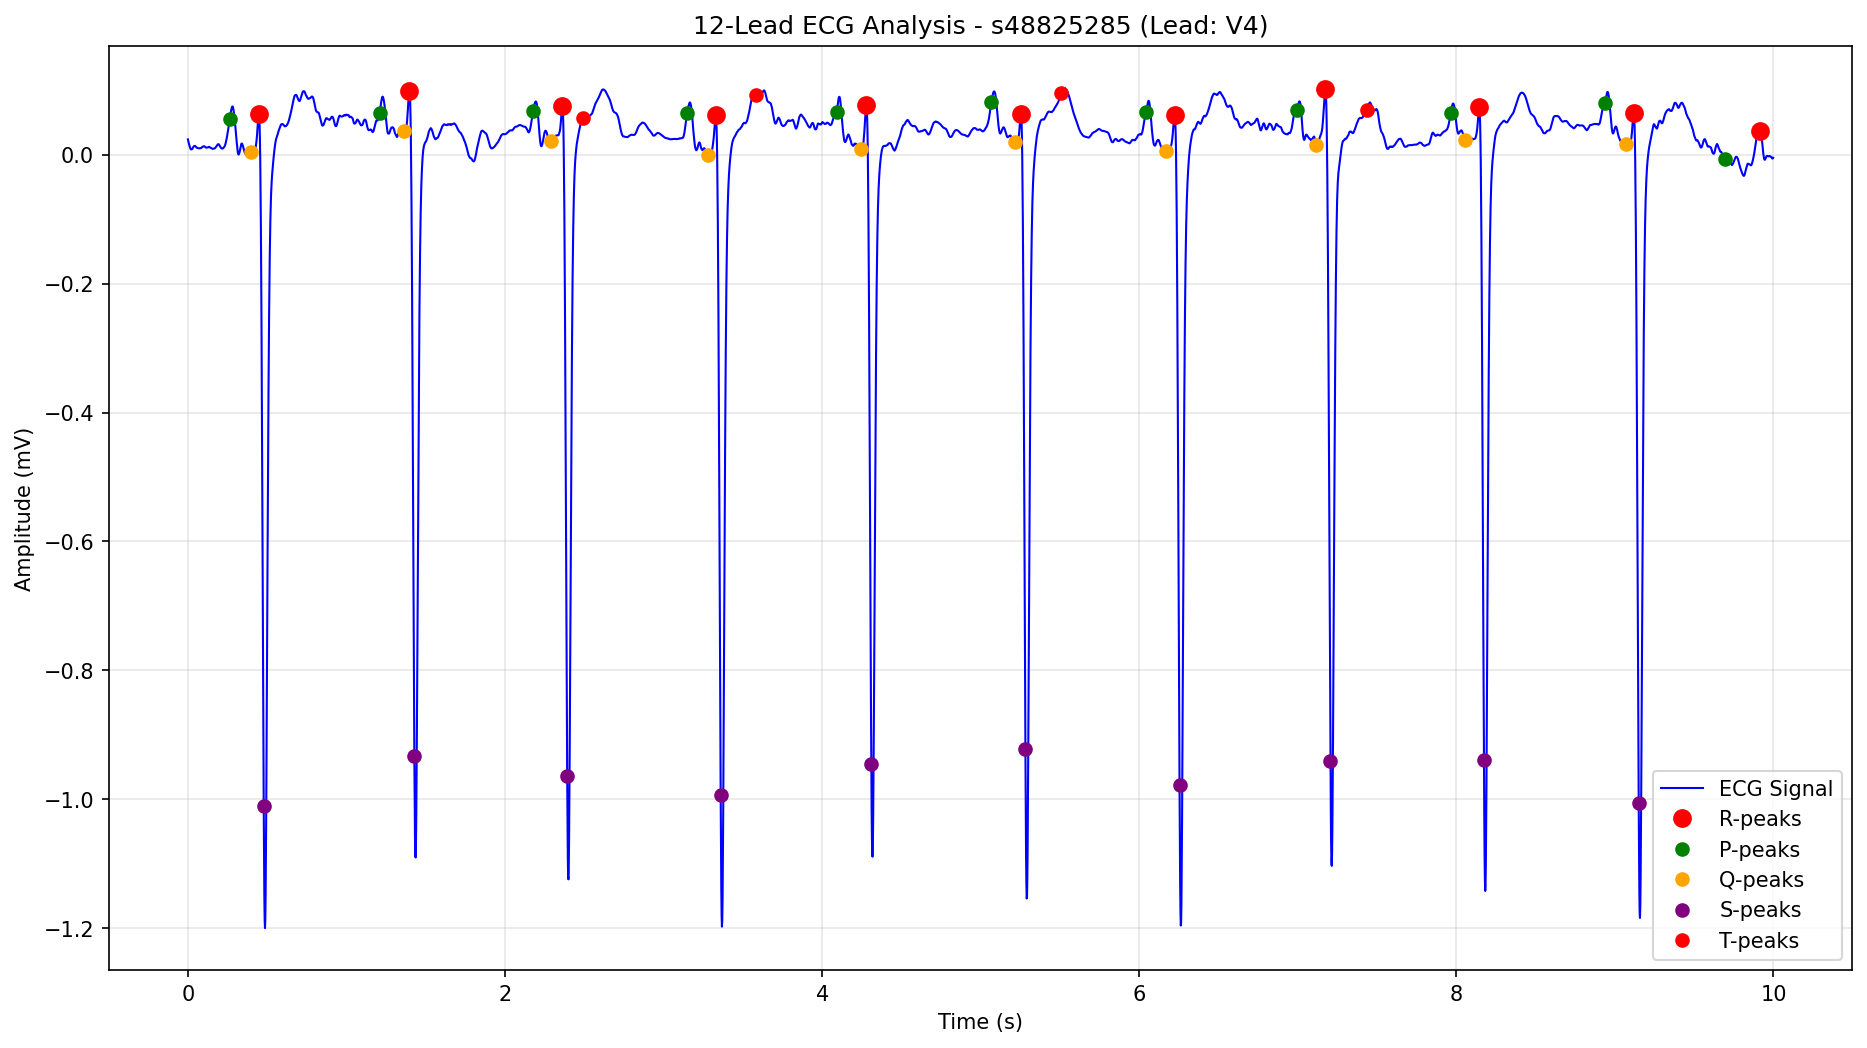 12-Lead ECG Analysis - s48825285 (Lead: V4)
Amplitude (mV)
0.0
−0.2
−0.4
−0.6
−0.8
−1.0
−1.2
ECG Signal
R-peaks
P-peaks
Q-peaks
S-peaks
T-peaks
0 2 4 6 8 10
Time (s)